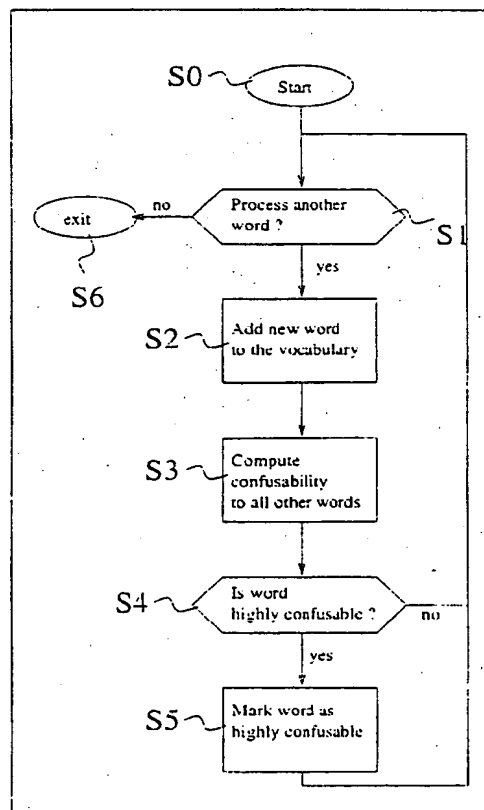 S0
Start
Process another
word ?
no
exit
S1
S6
yes
Add new word
to the vocabulary
S2
Compute
confusability
to all other words
S3
Is word
highly confusable ?
S4
no
yes
Mark word as
highly confusable
S5